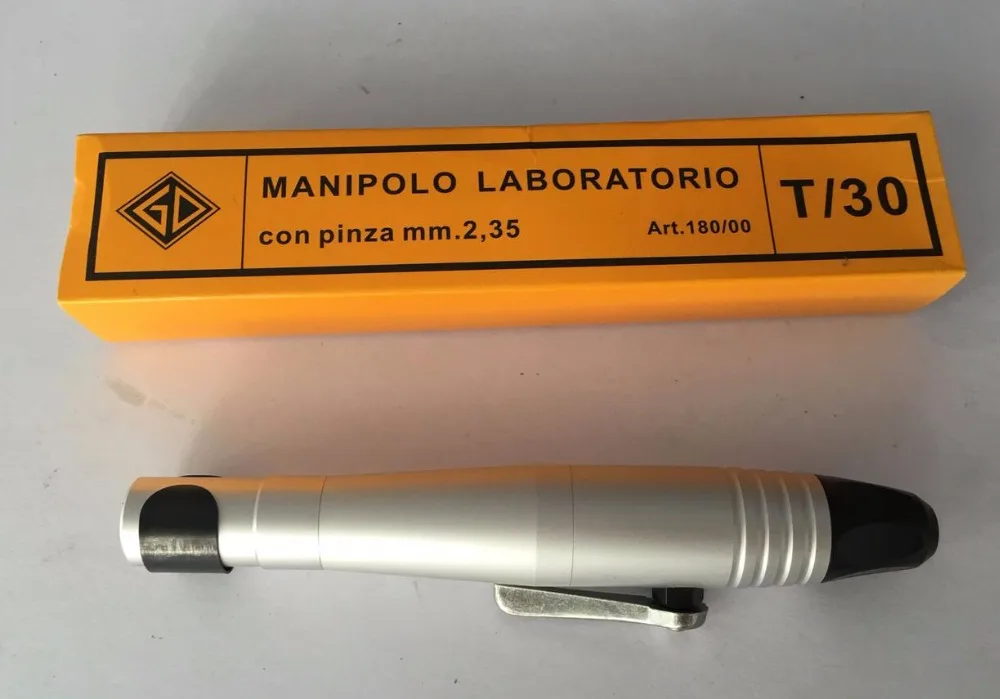 GD
MANIPOLO LABORATORIO
con pinza mm.2,35
Art.180/00
T/30